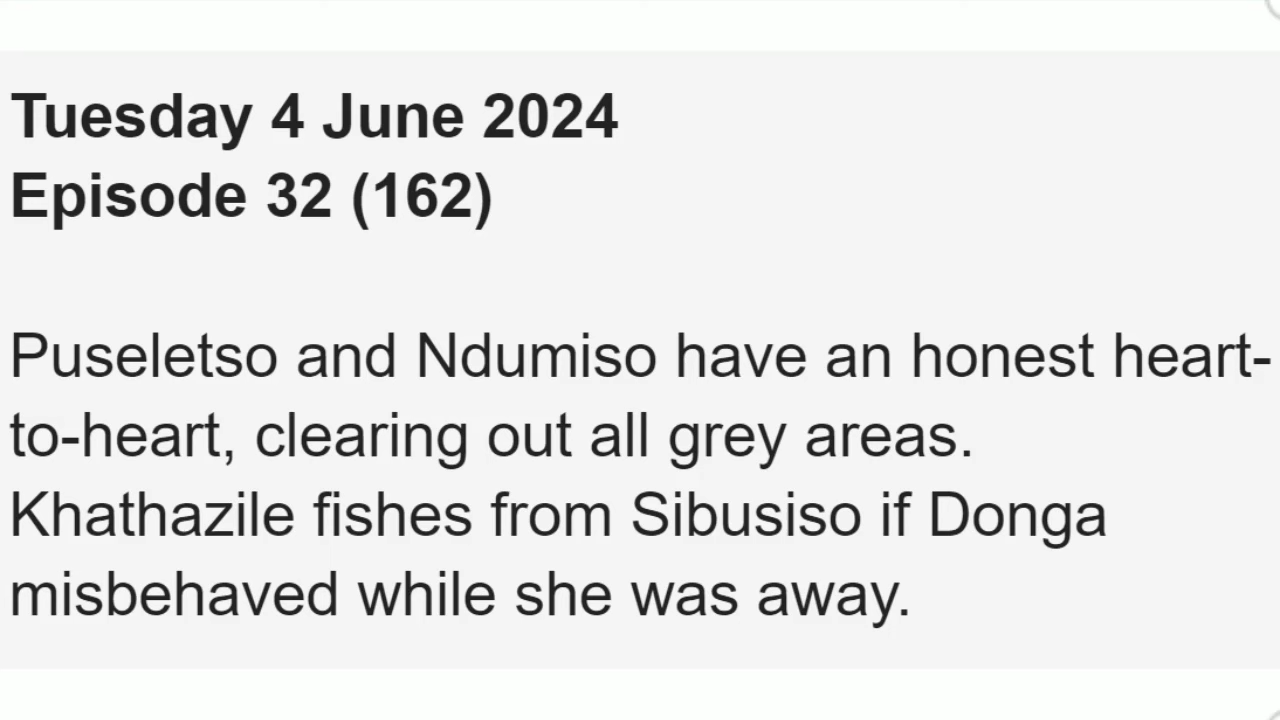 Tuesday 4 June 2024
Episode 32 (162)
Puseletso and Ndumiso have an honest heart-
to-heart, clearing out all grey areas.
Khathazile fishes from Sibusiso if Donga
misbehaved while she was away.